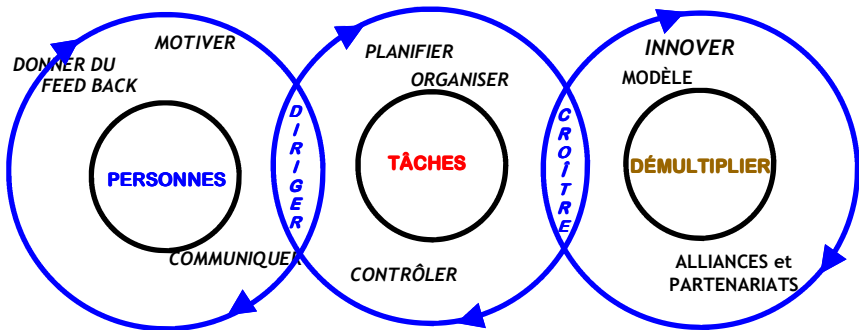 MOTIVER
DONNER DU
FEED BACK
PERSONNES
COMMUNIQUER
DIRIGER
PLANIFIER
ORGANISER
TÂCHES
CONTRÔLER
CROÎTRE
INNOVER
MODÈLE
DÉMULTIPLIER
ALLIANCES et
PARTENARIATS